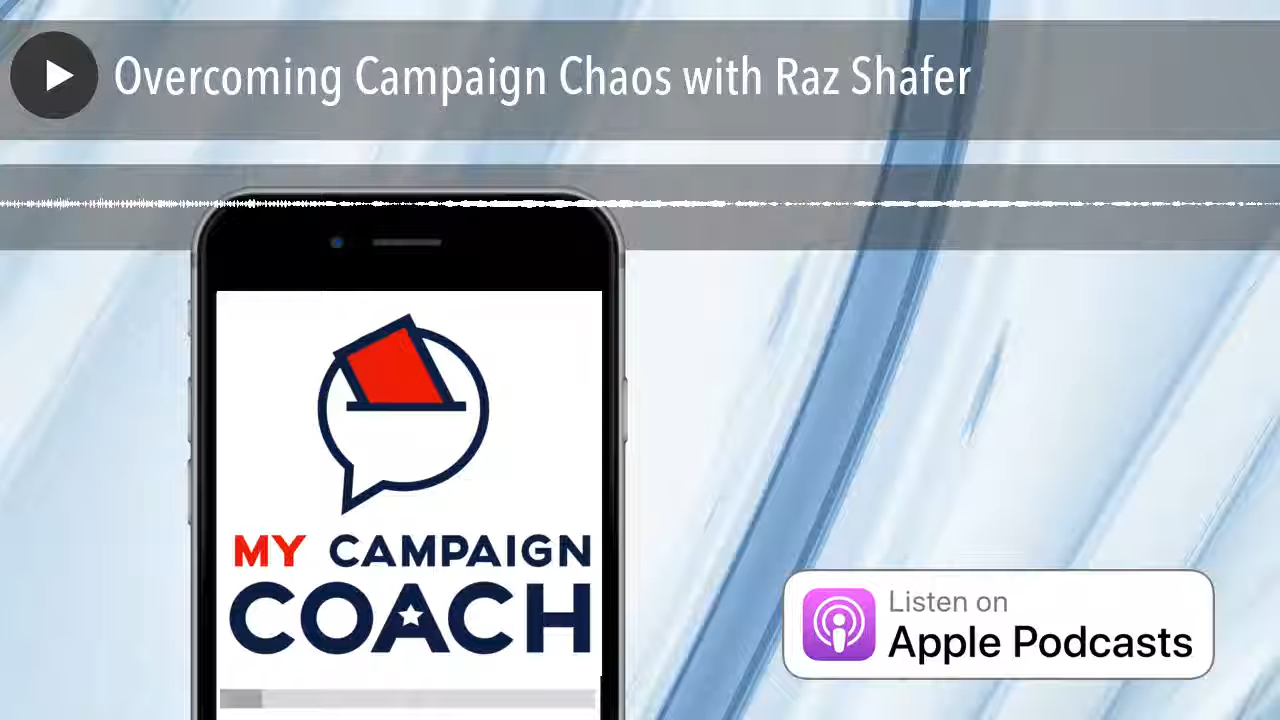 Overcoming Campaign Chaos with Raz Shafer
MY CAMPAIGN
COACH
Listen on
Apple Podcasts